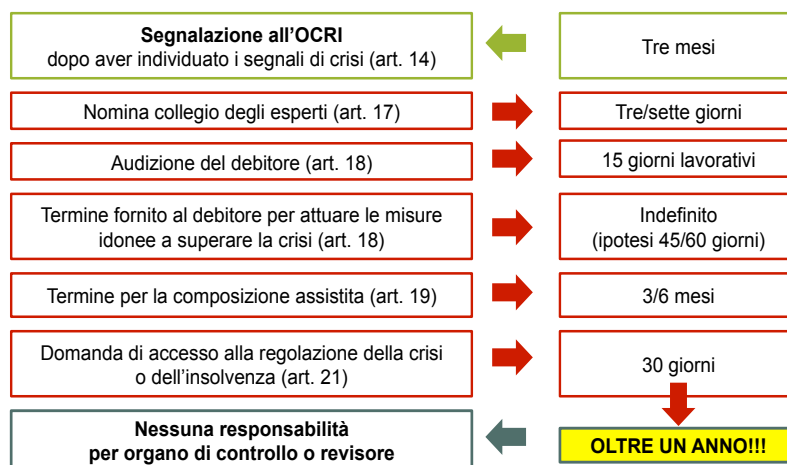 Segnalazione all'OCRI
dopo aver individuato i segnali di crisi (art. 14)
Tre mesi
Nomina collegio degli esperti (art. 17)
Tre/sette giorni
Audizione del debitore (art. 18)
15 giorni lavorativi
Termine fornito al debitore per attuare le misure
idonee a superare la crisi (art. 18)
Indefinito
(ipotesi 45/60 giorni)
Termine per la composizione assistita (art. 19)
3/6 mesi
Domanda di accesso alla regolazione della crisi
o dell'insolvenza (art. 21)
30 giorni
Nessuna responsabilità
per organo di controllo o revisore
OLTRE UN ANNO!!!